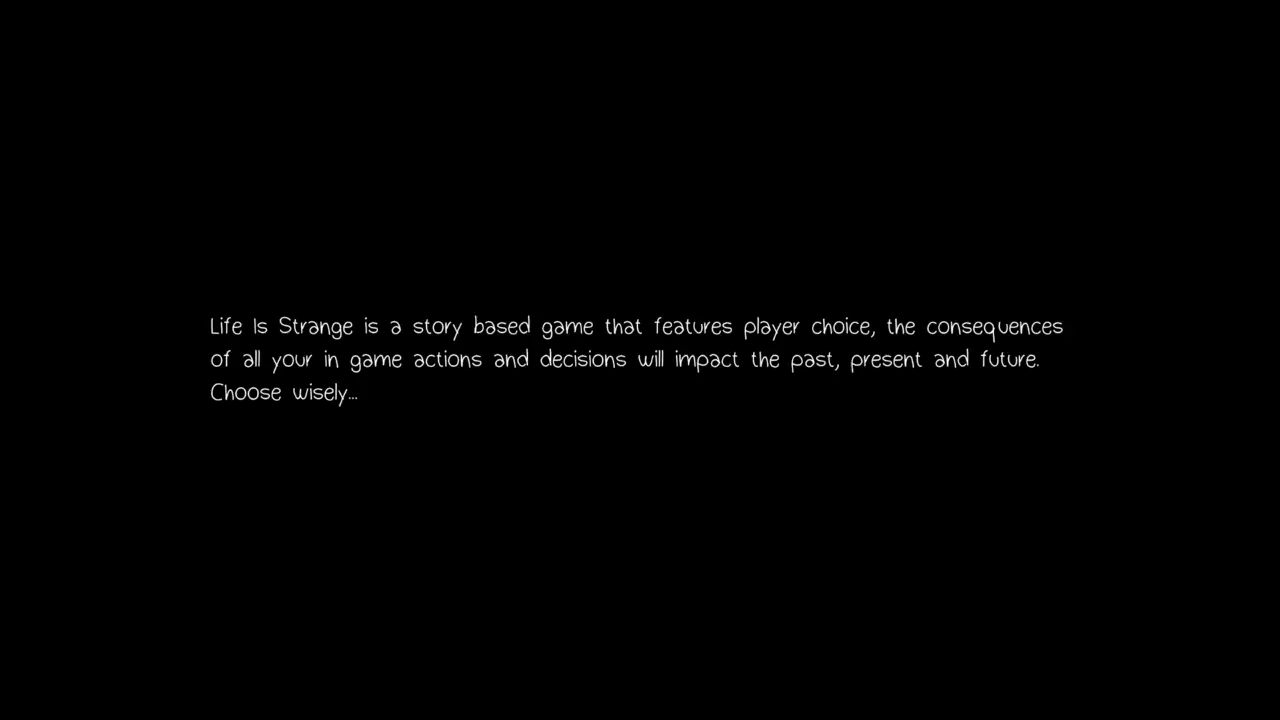 Life Is Strange is a story based game that features player choice, the consequences
of all your in game actions and decisions will impact the past, present and future.
Choose wisely...